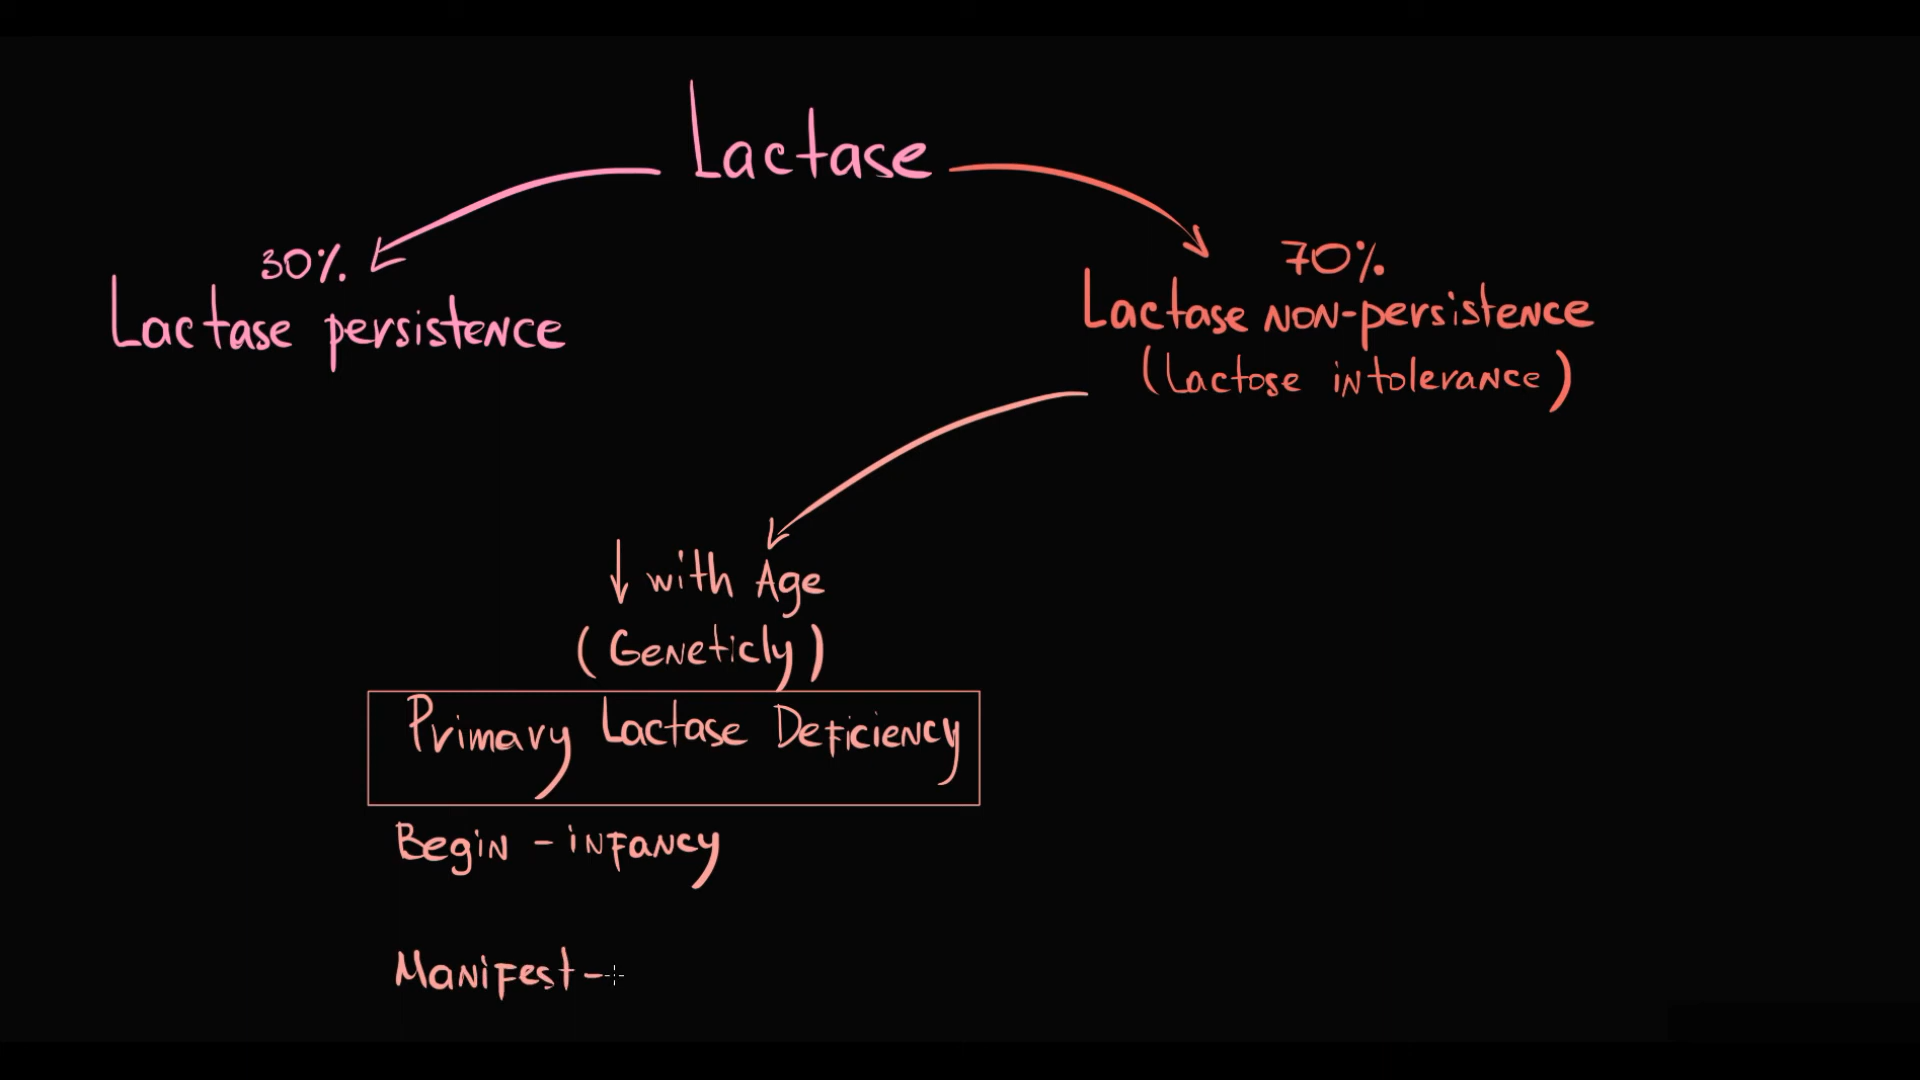 Lactase
30%
Lactase persistence
70%
Lactase non-persistence
(Lactose intolerance)
↓ with Age
(Geneticly)
Primary Lactase Deficiency
Begin - infancy
Manifest -